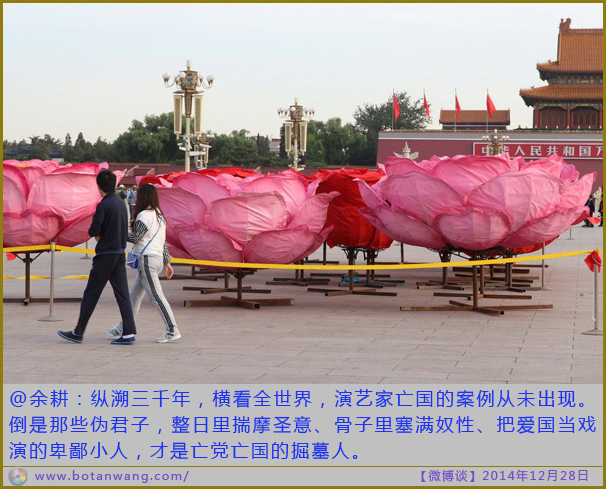 中华人民共和国万
@余耕：纵溯三千年，横看全世界，演艺家亡国的案例从未出现。
倒是那些伪君子，整日里揣摩圣意、骨子里塞满奴性、把爱国当戏
演的卑鄙小人，才是亡党亡国的掘墓人。
www.botanwang.com/ 【微博谈】2014年12月28日